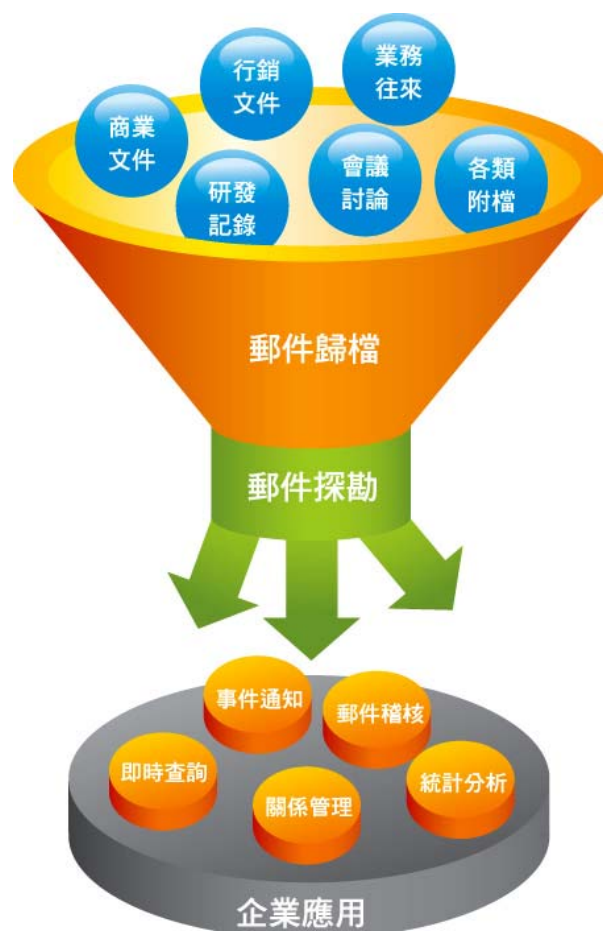 行銷
文件
業務
往來
商業
文件
研發
記錄
會議
討論
各類
附檔
郵件歸檔
郵件探勘
事件通知
郵件稽核
即時查詢
關係管理
統計分析
企業應用